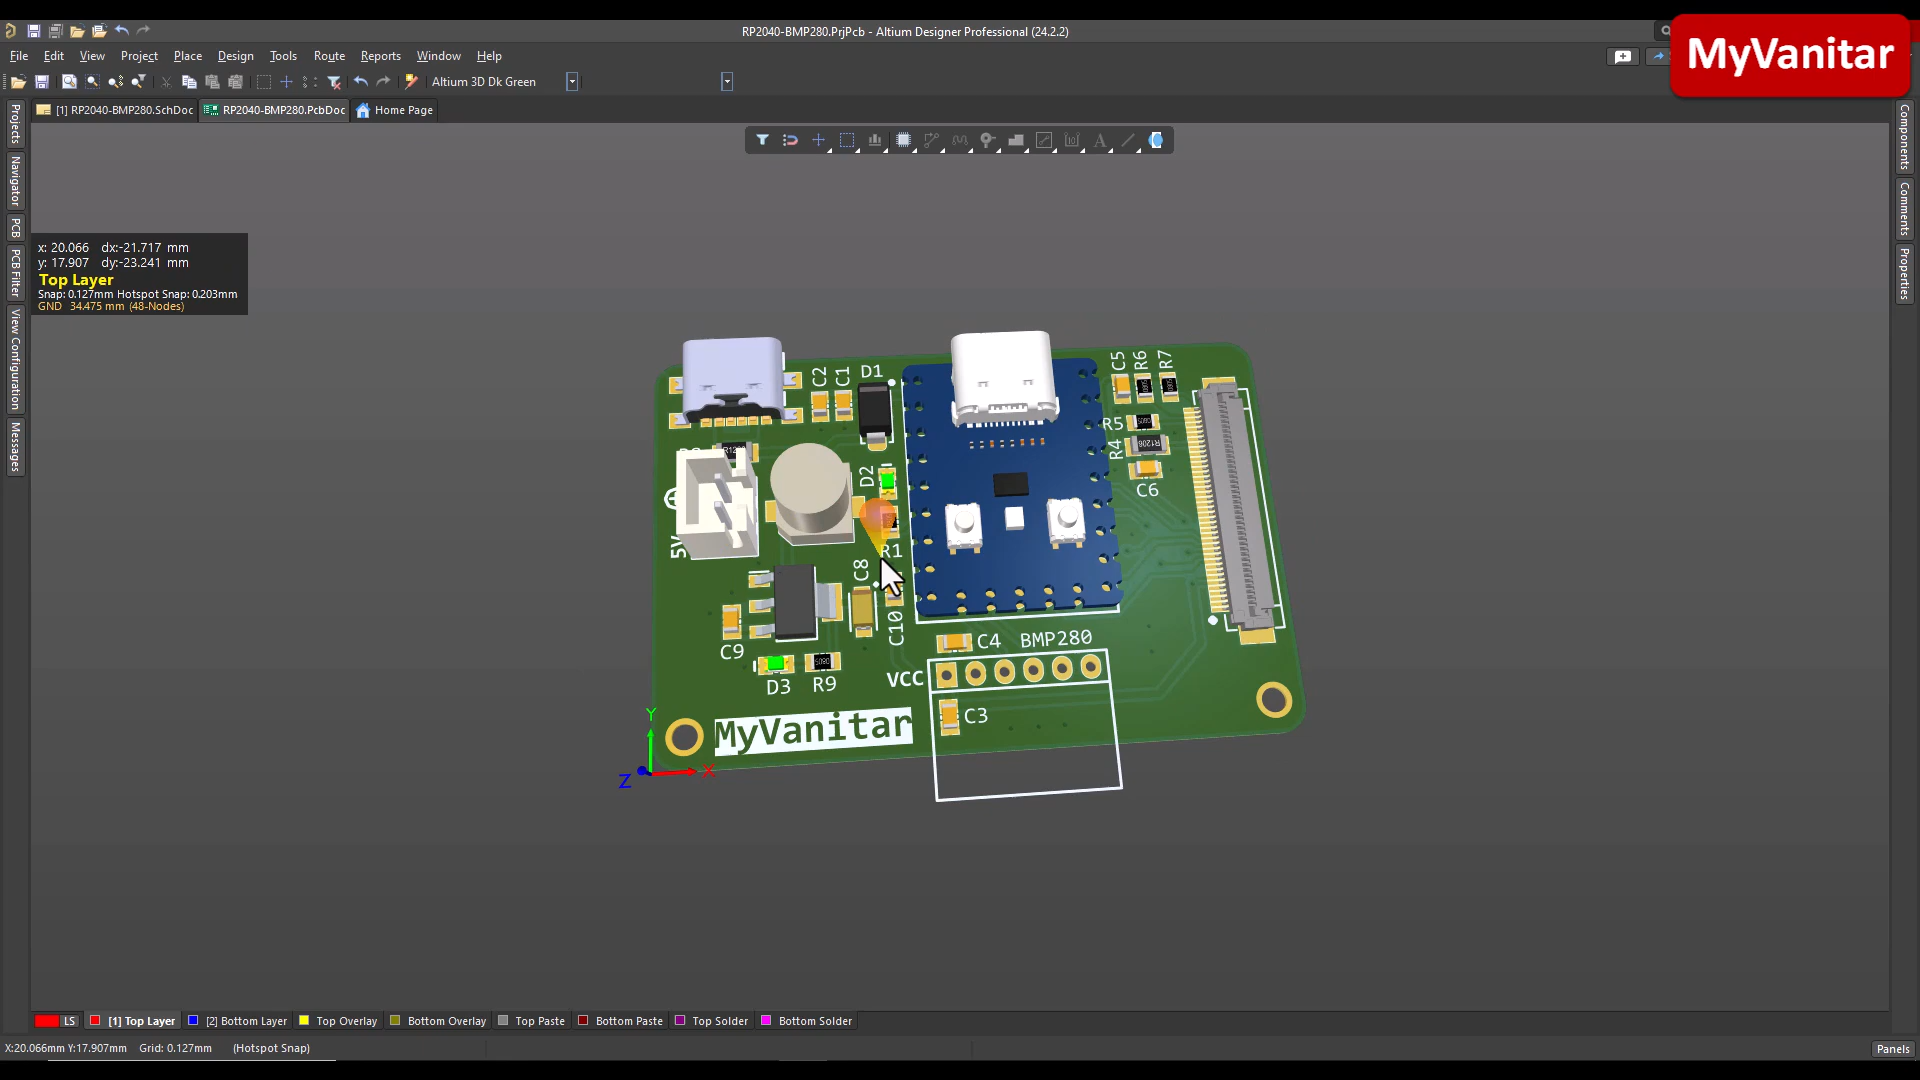 RP2040-BMP280.PrjPcb - Altium Designer Professional (24.2.2)
MyVanitar
File Edit View Project Place Design Tools Route Reports Window Help
Altium 3D Dk Green
[1] RP2040-BMP280.SchDoc RP2040-BMP280.PcbDoc Home Page
Projects
Navigator
PCB
PCB Filter
View Configuration
Messages
Components
Comments
Properties
x: 20.066 dx:-21.717 mm
y: 17.907 dy:-23.241 mm
Top Layer
Snap: 0.127mm Hotspot Snap: 0.203mm
GND 34.475 mm (48-Nodes)
C2
C1
D1
C5
R6
R7
R5
R4
R1206
C6
D2
5V
R1
C8
C10
C9
D3
R9
0805
C4 BMP280
VCC
C3
MyVanitar
Y
X
Z
LS [1] Top Layer [2] Bottom Layer Top Overlay Bottom Overlay Top Paste Bottom Paste Top Solder Bottom Solder
X:20.066mm Y:17.907mm Grid: 0.127mm (Hotspot Snap)
Panels